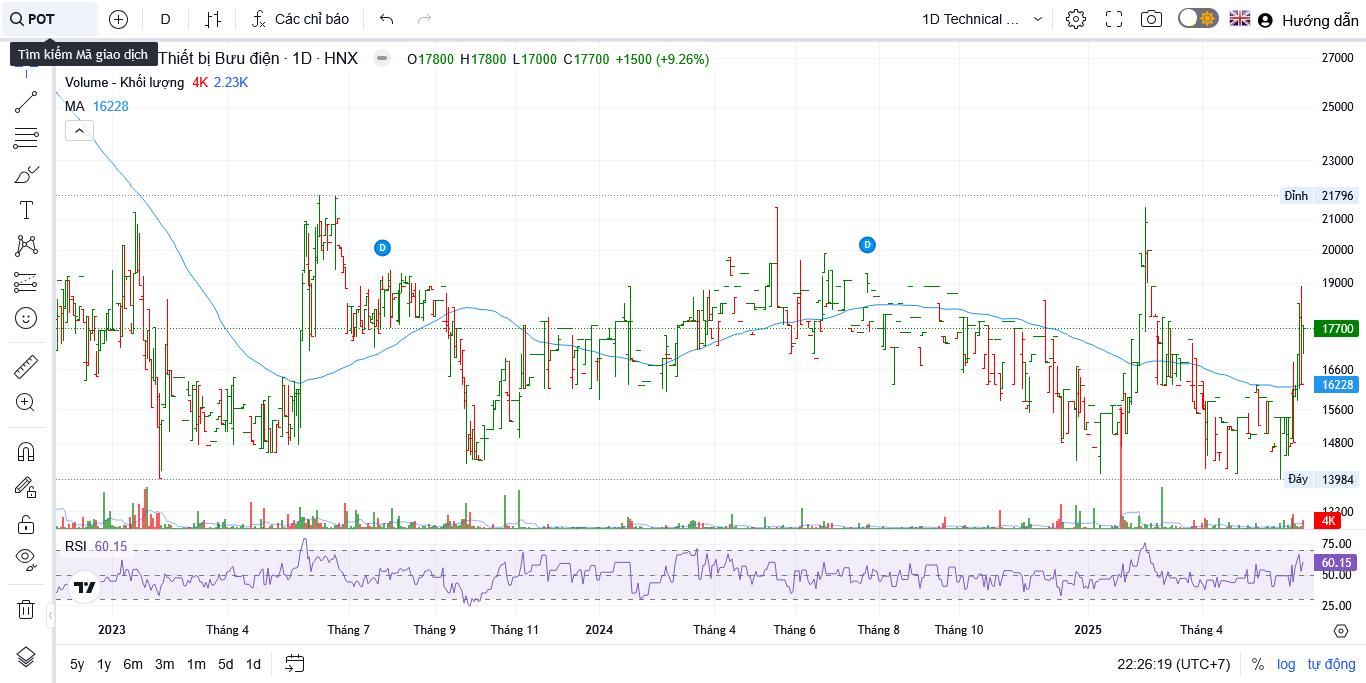 POT
D
Các chỉ báo
1D Technical ...
Hướng dẫn
Tìm kiếm Mã giao dịch
Thiết bị Bưu điện · 1D · HNX
O17800 H17800 L17000 C17700 +1500 (+9.26%)
Volume - Khối lượng 4K 2.23K
MA 16228
27000
25000
23000
Đỉnh 21796
21000
20000
19000
17700
16600
16228
15600
14800
Đáy 13984
12200
4K
D
D
RSI 60.15
75.00
60.15
50.00
25.00
2023 Tháng 4 Tháng 7 Tháng 9 Tháng 11 2024 Tháng 4 Tháng 6 Tháng 8 Tháng 10 2025 Tháng 4
5y 1y 6m 3m 1m 5d 1d
22:26:19 (UTC+7) % log tự động